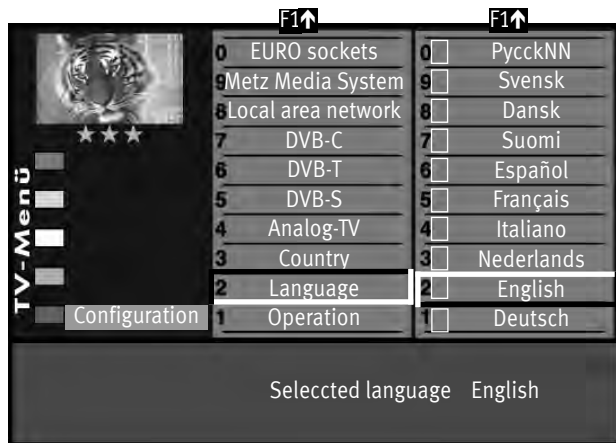 F1↑ F1↑
0 EURO sockets 0 PycckNN
9 Metz Media System 9 Svensk
8 Local area network 8 Dansk
7 DVB-C 7 Suomi
6 DVB-T 6 Español
5 DVB-S 5 Français
4 Analog-TV 4 Italiano
3 Country 3 Nederlands
2 Language 2 English
Configuration 1 Operation 1 Deutsch
TV-Menü
Seleccted language English